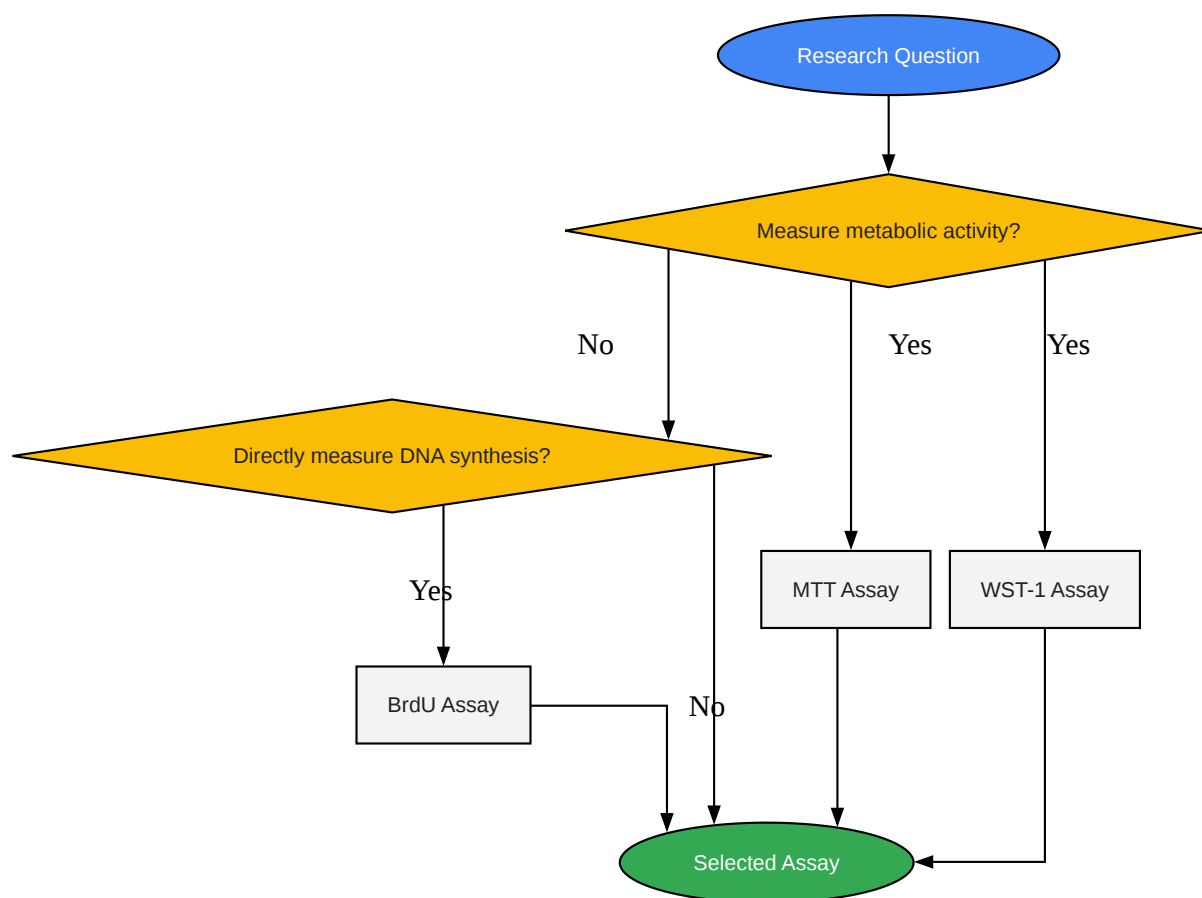 Research Question
Measure metabolic activity?
No
Yes
Yes
Directly measure DNA synthesis?
Yes
MTT Assay
WST-1 Assay
BrdU Assay
No
Selected Assay